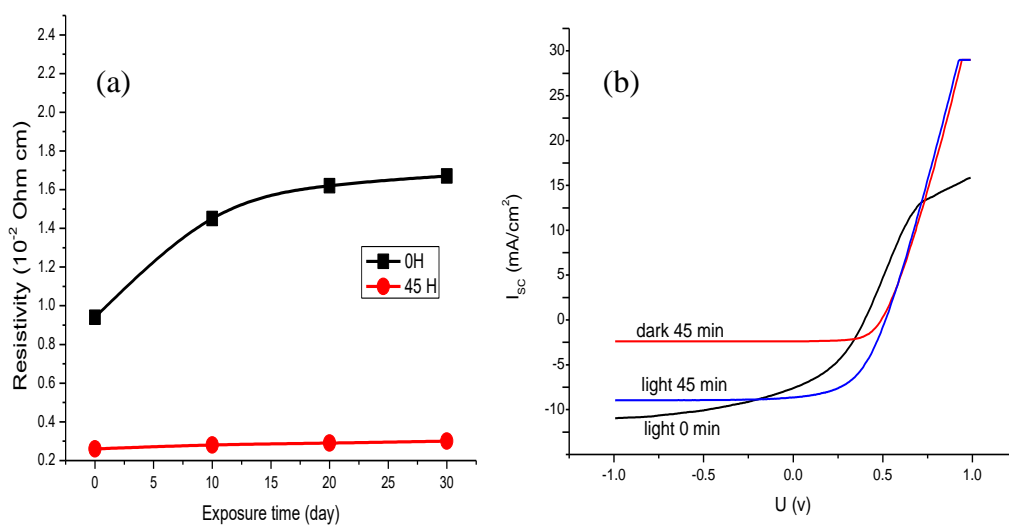 (a)
Resistivity (10⁻² Ohm cm)
2.4
2.2
2.0
1.8
1.6
1.4
1.2
1.0
0.8
0.6
0.4
0.2
0H
45 H
0 5 10 15 20 25 30
Exposure time (day)
(b)
I_sc (mA/cm²)
30
25
20
15
10
5
0
-5
-10
dark 45 min
light 45 min
light 0 min
-1.0 -0.5 0.0 0.5 1.0
U (v)